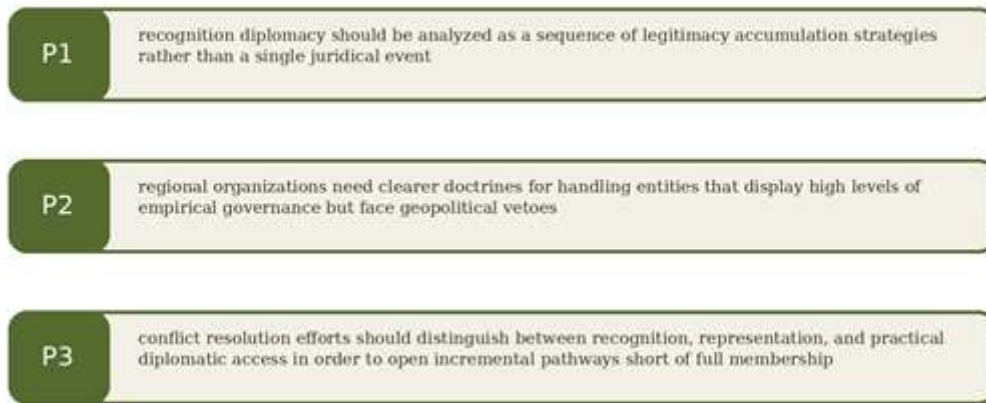 P1
recognition diplomacy should be analyzed as a sequence of legitimacy accumulation strategies
rather than a single juridical event
P2
regional organizations need clearer doctrines for handling entities that display high levels of
empirical governance but face geopolitical vetoes
P3
conflict resolution efforts should distinguish between recognition, representation, and practical
diplomatic access in order to open incremental pathways short of full membership